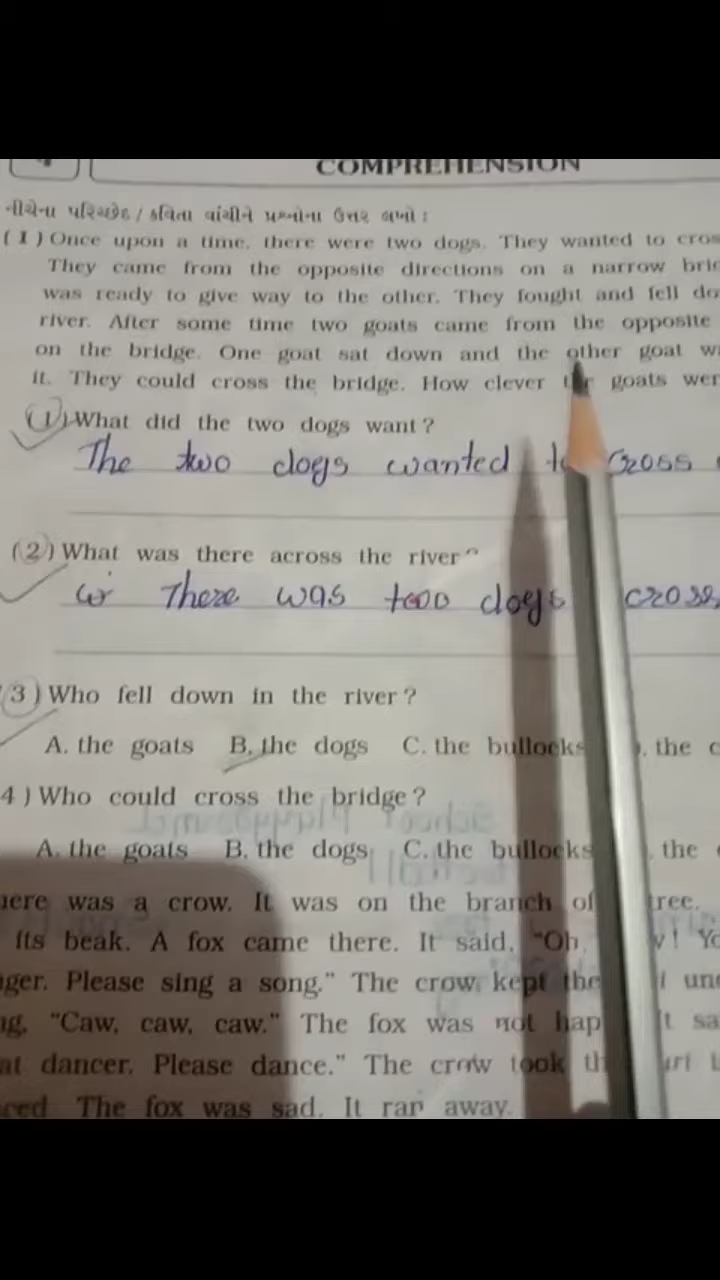 COMPREHENSION
નીચેના પરિચ્છેદ / કવિતા વાંચીને પ્રશ્નોના ઉત્તર લખો :
( 1 ) Once upon a time, there were two dogs. They wanted to cros
They came from the opposite directions on a narrow bri
was ready to give way to the other. They fought and fell do
river. After some time two goats came from the opposite
on the bridge. One goat sat down and the other goat w
it. They could cross the bridge. How clever the goats wer
(1) What did the two dogs want ?
The two dogs wanted to cross
(2) What was there across the river
There was two dogs cross
3 ) Who fell down in the river ?
A. the goats B. the dogs C. the bullocks . the c
4 ) Who could cross the bridge ?
A. the goats B. the dogs C. the bullocks the
here was a crow. It was on the branch of tree.
its beak. A fox came there. It said, "Oh, w! Yo
nger. Please sing a song." The crow kept the und
ng, "Caw, caw, caw." The fox was not hap t sa
at dancer. Please dance." The crow took th uri
ced The fox was sad. It ran away.